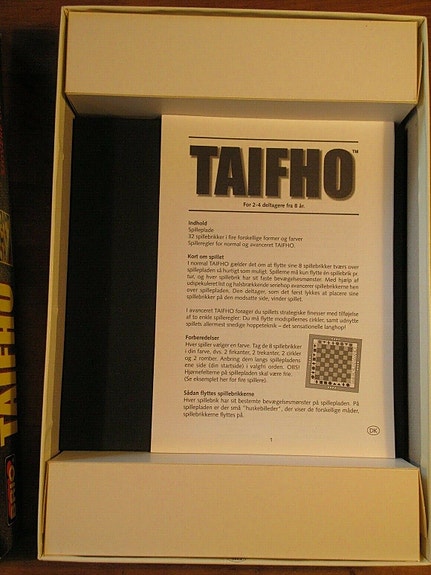 TAIFHO™
For 2-4 deltagere fra 8 år.
Indhold
Spilleplade
32 spillebrikker i fire forskellige former og farver
Spilleregler for normal og avanceret TAIFHO.
Kort om spillet
I normal TAIFHO gælder det om at flytte sine 8 spillebrikker tværs over
spillepladen så hurtigt som muligt. Spillerne må kun flytte én spillebrik pr.
tur, og hver spillebrik har sit faste bevægelsesmønster. Med hjælp af
udspekuleret list og halsbrækkende seriehop avancerer spillebrikkerne hen
over spillepladen. Den deltager, som det først lykkes at placere sine
spillebrikker på den modsatte side, vinder spillet.
I avanceret TAIFHO forøges du spillets strategiske finesser med tilføjelse
af to enkle spilleregler: Du må flytte modspillernes cirkler, samt udnytte
spillets allermest snedige hoppeteknik – det sensationelle langhop!
Forberedelser
Hver spiller vælger en farve. Tag de 8 spillebrikker
i din farve, dvs. 2 firkanter, 2 trekanter, 2 cirkler
og 2 romber. Anbring dem langs spillepladens
ene side (din startside) i valgfri orden. OBS!
Hjørnefelterne på spillepladen skal være frie.
(Se eksemplet her for fire spillere).
Sådan flyttes spillebrikkerne
Hver spillebrik har sit bestemte bevægelsesmønster på spillepladen. På
spillepladen er der små "huskebilleder", der viser de forskellige måder,
spillebrikkerne flyttes på.
1
DK
TAIFHO
BRIO